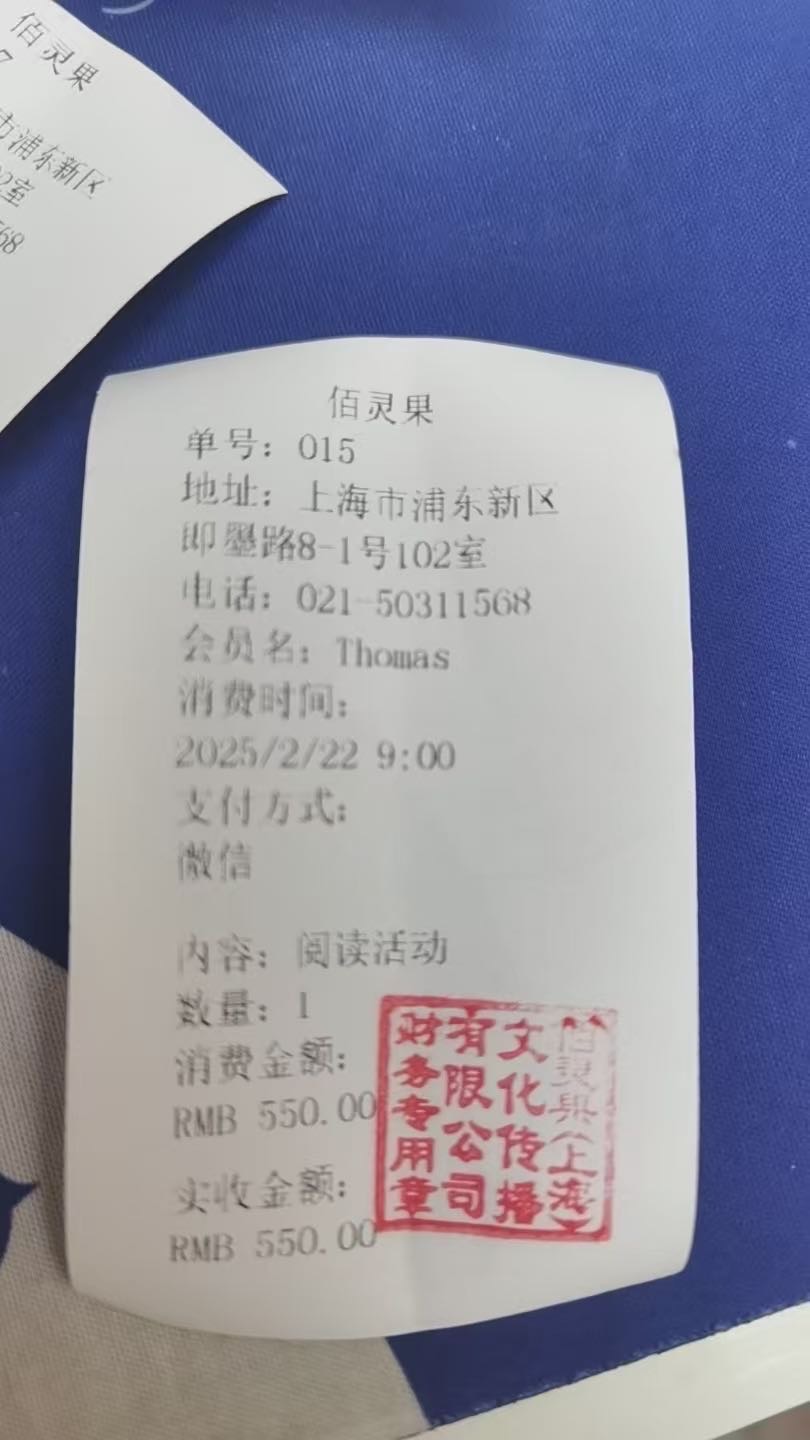 佰灵果
市浦东新区
室
568
佰灵果
单号：015
地址：上海市浦东新区
即墨路8-1号102室
电话：021-50311568
会员名：Thomas
消费时间：
2025/2/22 9:00
支付方式：
微信
内容：阅读活动
数量：1
消费金额：
RMB 550.00
实收金额：
RMB 550.00
佰灵果（上海）
文化传播
有限公司
财务专用章